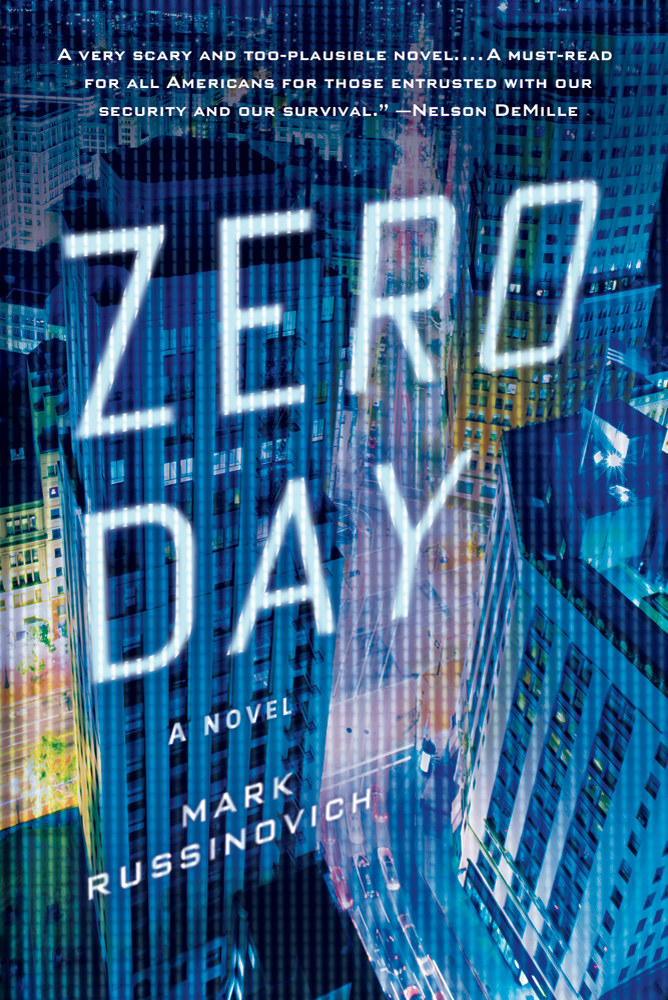 A very scary and too-plausible novel....A must-read
for all Americans for those entrusted with our
security and our survival.” —Nelson DeMille
ZERO
DAY
A NOVEL
MARK
RUSSINOVICH